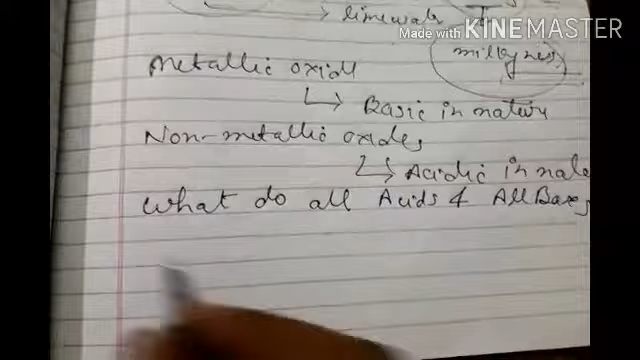 → limewate
Made with KINEMASTER
milkyness
Metallic oxide
↳ Basic in nature
Non-metallic oxides
↳ Acidic in nate
What do all Acids & All Bases